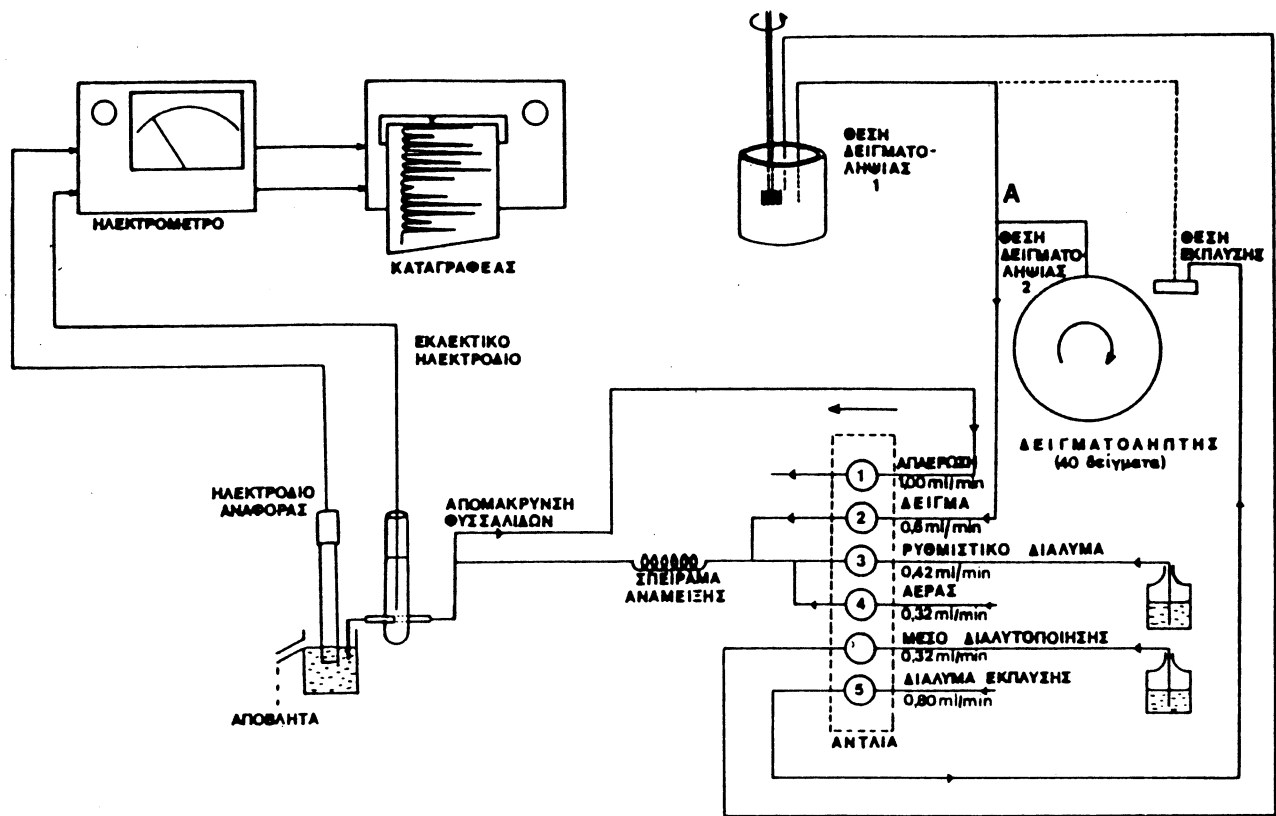 ΗΛΕΚΤΡΟΜΕΤΡΟ
ΚΑΤΑΓΡΑΦΕΑΣ
ΘΕΣΗ
ΔΕΙΓΜΑΤΟ-
ΛΗΨΙΑΣ
1
Α
ΘΕΣΗ
ΔΕΙΓΜΑΤΟ-
ΛΗΨΙΑΣ
2
ΘΕΣΗ
ΕΚΠΛΥΣΗΣ
ΕΚΛΕΚΤΙΚΟ
ΗΛΕΚΤΡΟΔΙΟ
ΔΕΙΓΜΑΤΟΛΗΠΤΗΣ
(40 δείγματα)
ΗΛΕΚΤΡΟΔΙΟ
ΑΝΑΦΟΡΑΣ
ΑΠΟΜΑΚΡΥΝΣΗ
ΦΥΣΣΑΛΙΔΩΝ
ΣΠΕΙΡΑΜΑ
ΑΝΑΜΕΙΞΗΣ
1 ΑΠΑΕΡΩΣΗ
1,00 ml/min
2 ΔΕΙΓΜΑ
0,6 ml/min
3 ΡΥΘΜΙΣΤΙΚΟ ΔΙΑΛΥΜΑ
0,42 ml/min
4 ΑΕΡΑΣ
0,32 ml/min
ΜΕΣΟ ΔΙΑΛΥΤΟΠΟΙΗΣΗΣ
0,32 ml/min
5 ΔΙΑΛΥΜΑ ΕΚΠΛΥΣΗΣ
0,80 ml/min
ΑΝΤΛΙΑ
ΑΠΟΒΛΗΤΑ